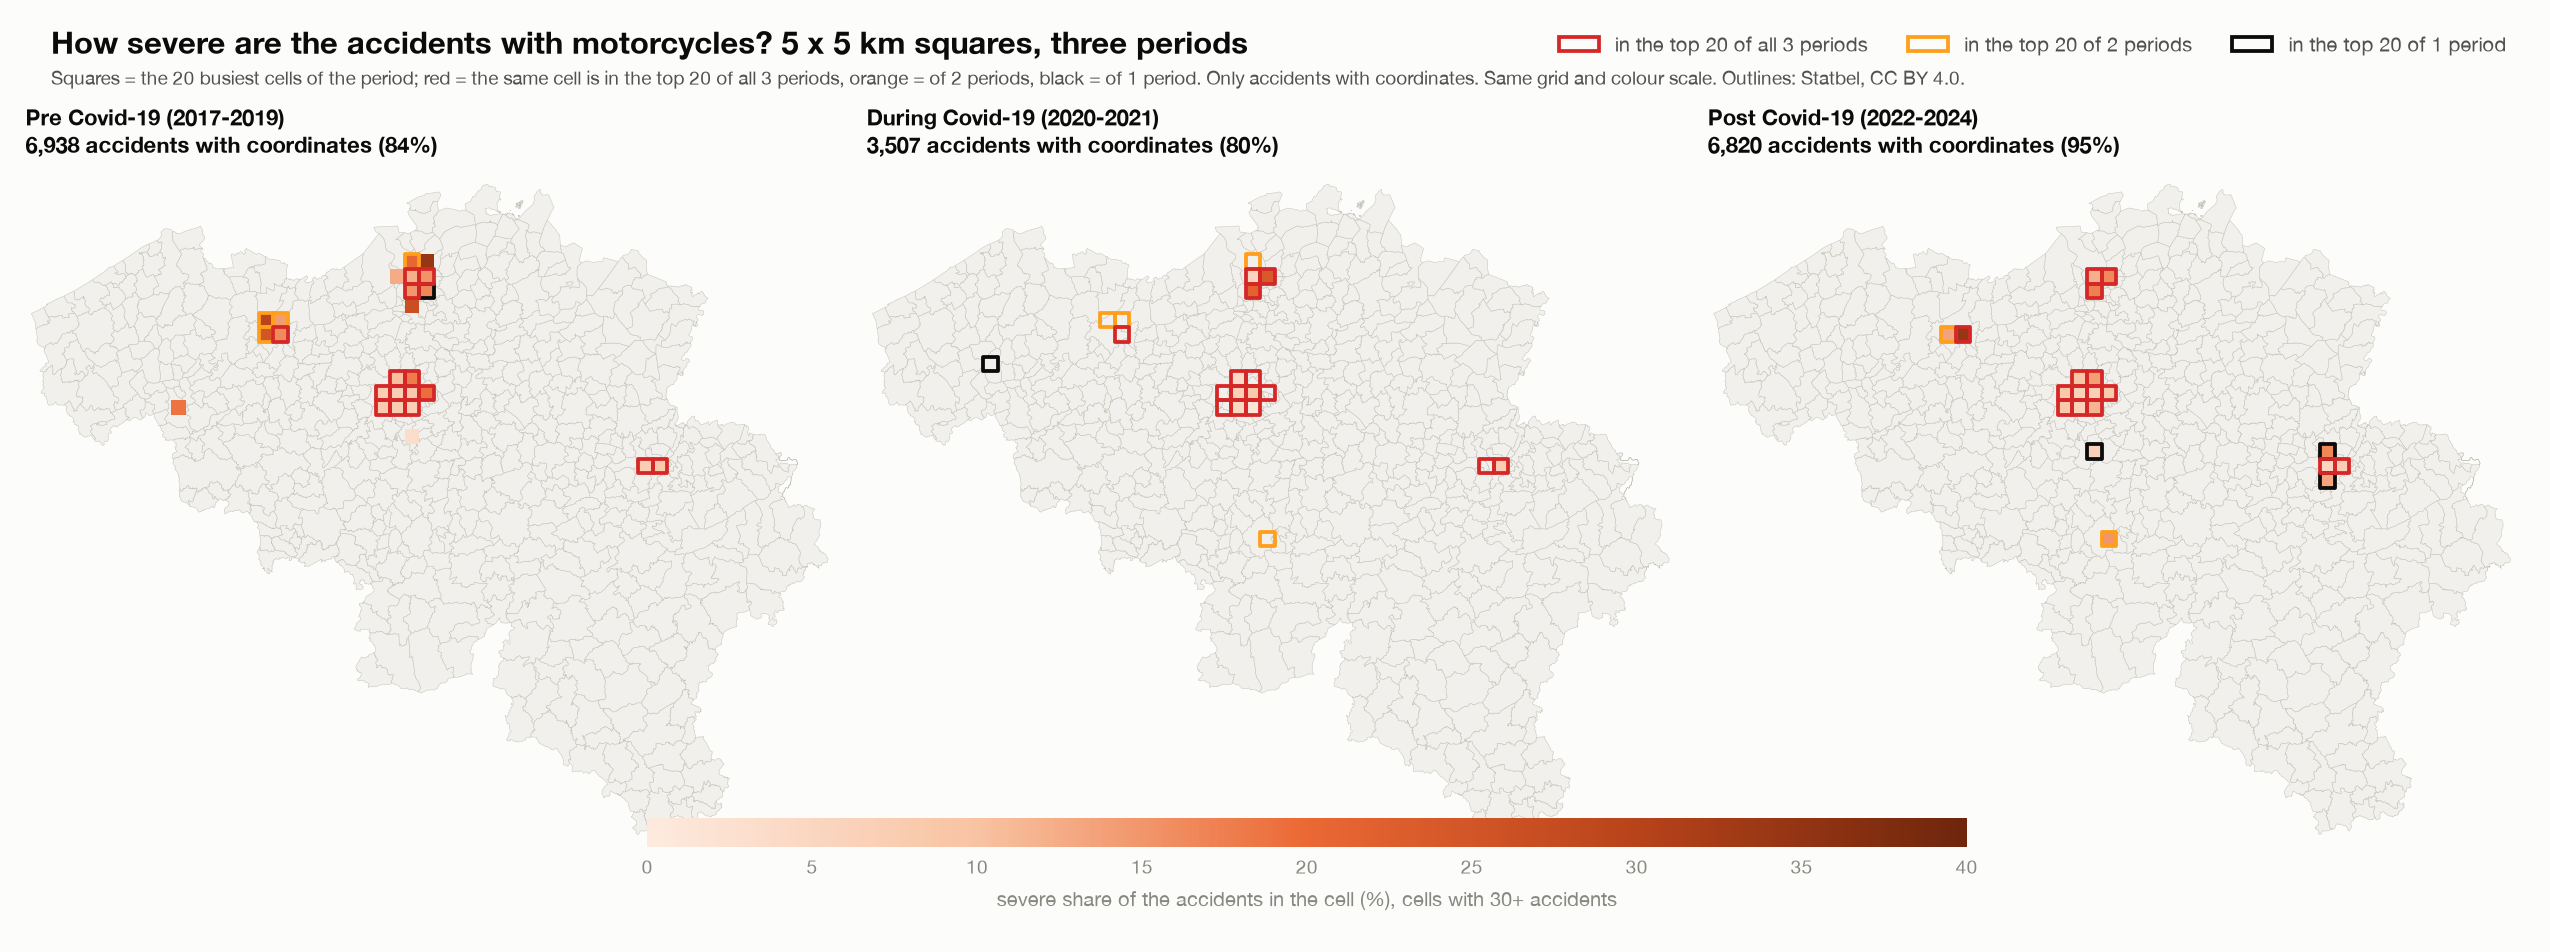 How severe are the accidents with motorcycles? 5 x 5 km squares, three periods
in the top 20 of all 3 periods
in the top 20 of 2 periods
in the top 20 of 1 period
Squares = the 20 busiest cells of the period; red = the same cell is in the top 20 of all 3 periods, orange = of 2 periods, black = of 1 period. Only accidents with coordinates. Same grid and colour scale. Outlines: Statbel, CC BY 4.0.
Pre Covid-19 (2017-2019)
6,938 accidents with coordinates (84%)
During Covid-19 (2020-2021)
3,507 accidents with coordinates (80%)
Post Covid-19 (2022-2024)
6,820 accidents with coordinates (95%)
0 5 10 15 20 25 30 35 40
severe share of the accidents in the cell (%), cells with 30+ accidents